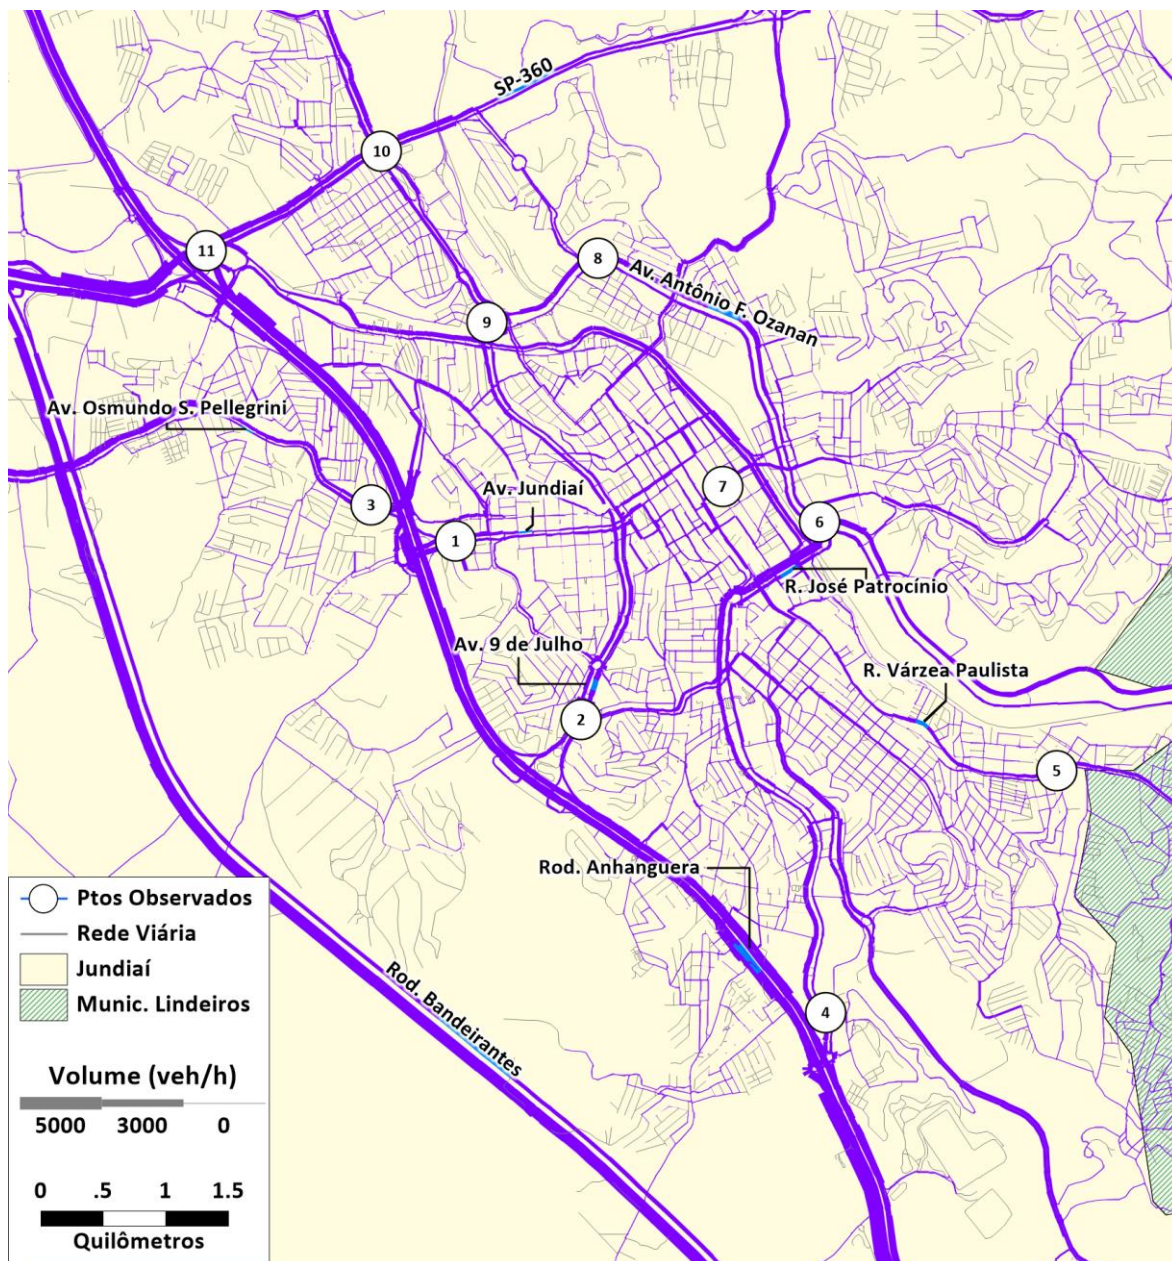 SP-360
10
11
8
Av. Antônio F. Ozanan
9
Av. Osmundo S. Pellegrini
7
Av. Jundiaí
3
6
1
R. José Patrocínio
Av. 9 de Julho
R. Várzea Paulista
2
5
Rod. Anhanguera
Rod. Bandeirantes
4
Ptos Observados
Rede Viária
Jundiaí
Munic. Lindeiros
Volume (veh/h)
5000 3000 0
0 .5 1 1.5
Quilômetros